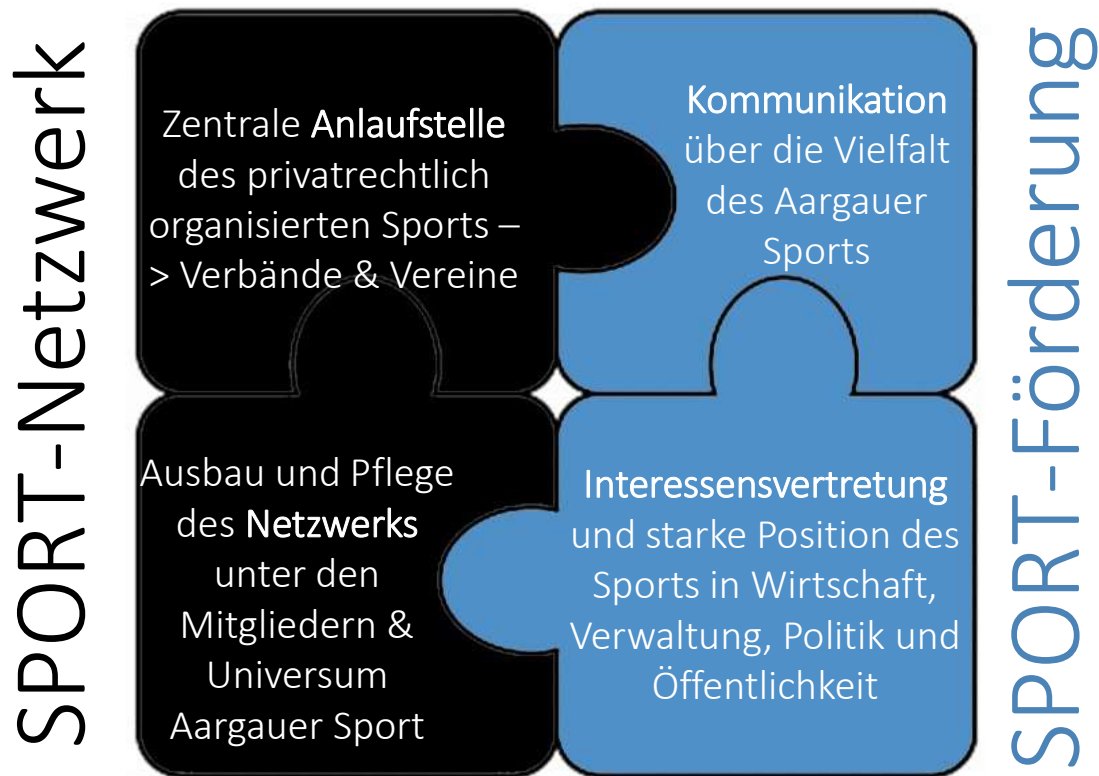 SPORT-Netzwerk
Zentrale Anlaufstelle
des privatrechtlich
organisierten Sports –
> Verbände & Vereine
Kommunikation
über die Vielfalt
des Aargauer
Sports
Ausbau und Pflege
des Netzwerks
unter den
Mitgliedern &
Universum
Aargauer Sport
Interessensvertretung
und starke Position des
Sports in Wirtschaft,
Verwaltung, Politik und
Öffentlichkeit
SPORT-Förderung